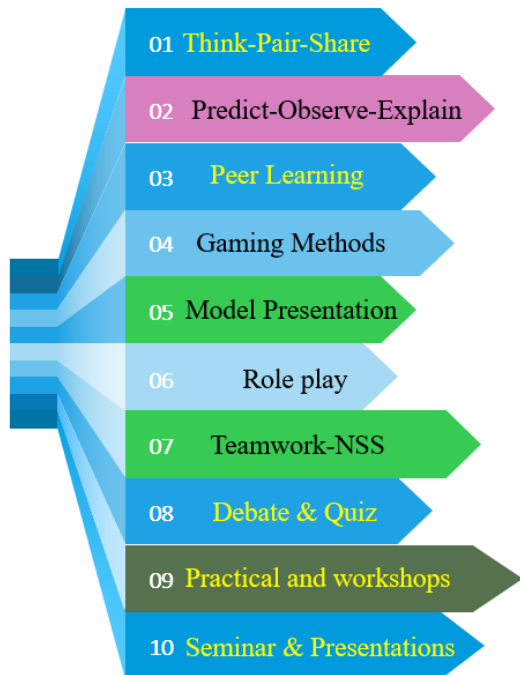 01 Think-Pair-Share
02 Predict-Observe-Explain
03 Peer Learning
04 Gaming Methods
05 Model Presentation
06 Role play
07 Teamwork-NSS
08 Debate & Quiz
09 Practical and workshops
10 Seminar & Presentations